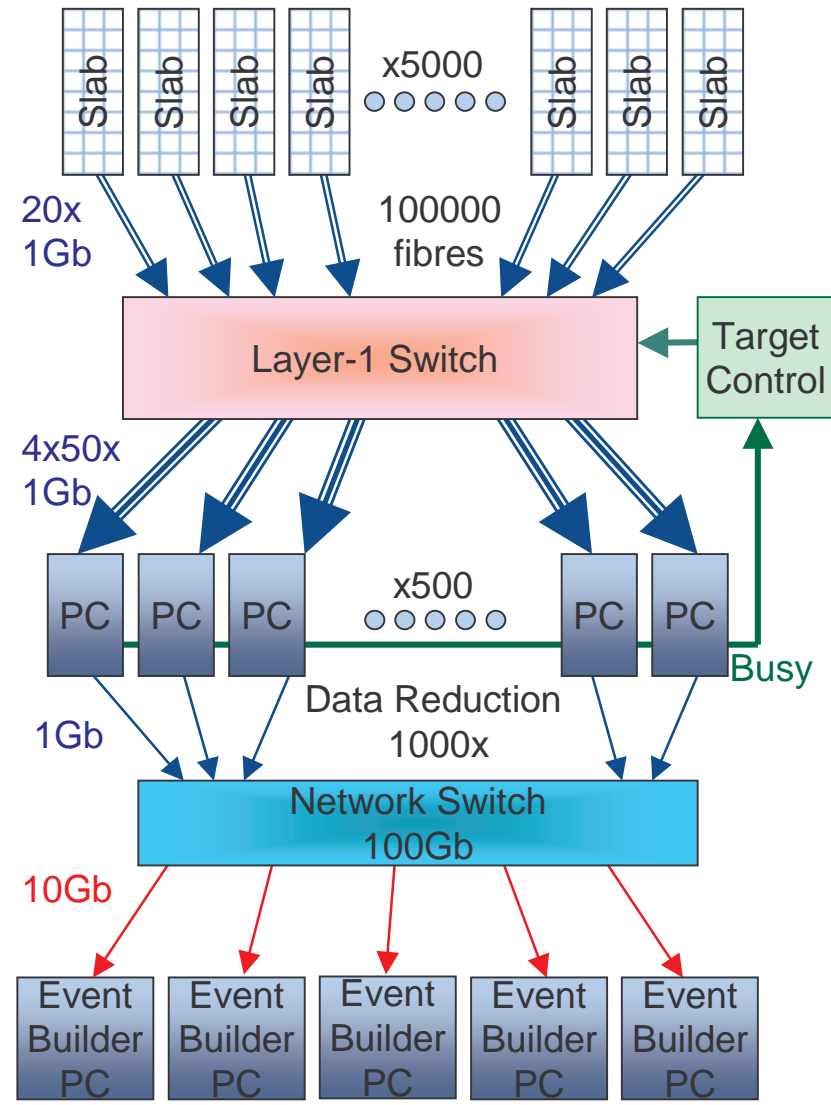 Slab
Slab
Slab
Slab
x5000
Slab
Slab
Slab
20x
1Gb
100000
fibres
Layer-1 Switch
Target
Control
4x50x
1Gb
PC
PC
PC
x500
PC
PC
Busy
Data Reduction
1000x
1Gb
Network Switch
100Gb
10Gb
Event
Builder
PC
Event
Builder
PC
Event
Builder
PC
Event
Builder
PC
Event
Builder
PC